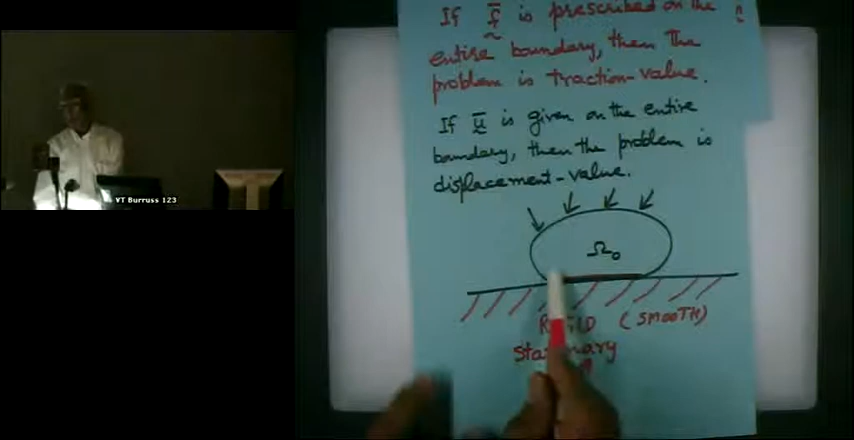 If f̄ is prescribed on the
entire boundary, then the
problem is traction-value.
If ū is given on the entire
boundary, then the problem is
displacement-value.
Ω₀
(SMOOTH)
VT Burruss 123